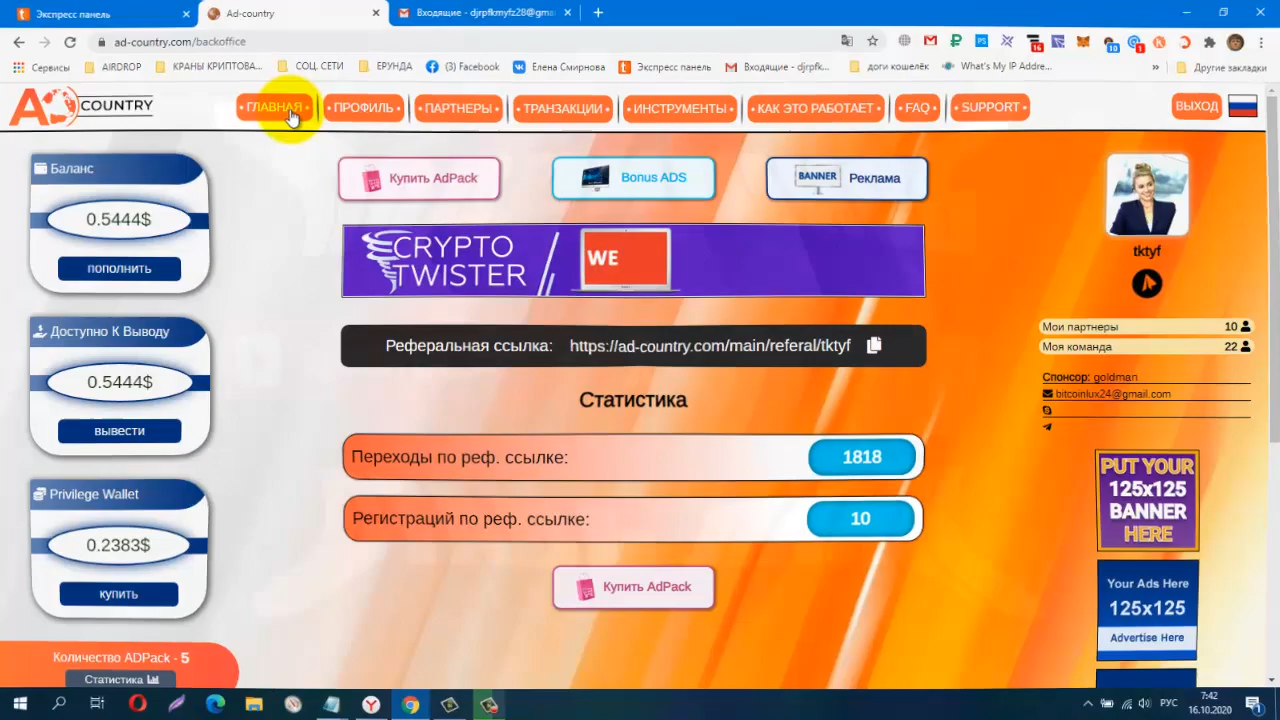 Экспресс панель
Ad-country
Входящие - djrpfkmyfz28@gma
ad-country.com/backoffice
Сервисы
AIRDROP
КРАНЫ КРИПТОВА...
СОЦ. СЕТИ
ЕРУНДА
(3) Facebook
Елена Смирнова
Экспресс панель
Входящие - djrpfk...
доги кошелёк
What's My IP Addre...
Другие закладки
AD COUNTRY
• ГЛАВНАЯ •
• ПРОФИЛЬ •
• ПАРТНЕРЫ •
• ТРАНЗАКЦИИ •
• ИНСТРУМЕНТЫ •
• КАК ЭТО РАБОТАЕТ •
• FAQ •
• SUPPORT •
ВЫХОД
Баланс
0.5444$
пополнить
Доступно К Выводу
0.5444$
вывести
Privilege Wallet
0.2383$
купить
Количество ADPack - 5
Статистика
Купить AdPack
Bonus ADS
BANNER
Реклама
CRYPTO
TWISTER
WE
Реферальная ссылка: https://ad-country.com/main/referal/tktyf
Статистика
Переходы по реф. ссылке: 1818
Регистраций по реф. ссылке: 10
Купить AdPack
tktyf
Мои партнеры 10
Моя команда 22
Спонсор: goldman
bitcoinlux24@gmail.com
PUT YOUR
125x125
BANNER
HERE
Your Ads Here
125x125
Advertise Here
РУС
7:42
16.10.2020